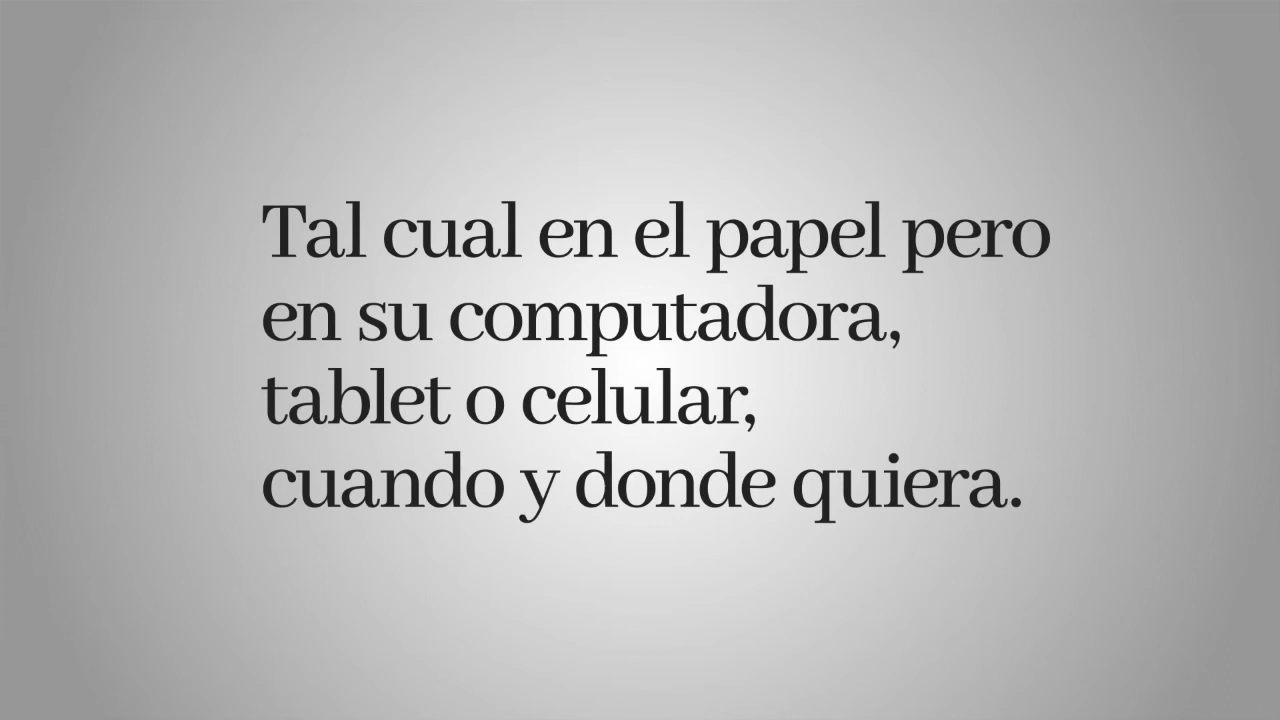 Tal cual en el papel pero
en su computadora,
tablet o celular,
cuando y donde quiera.